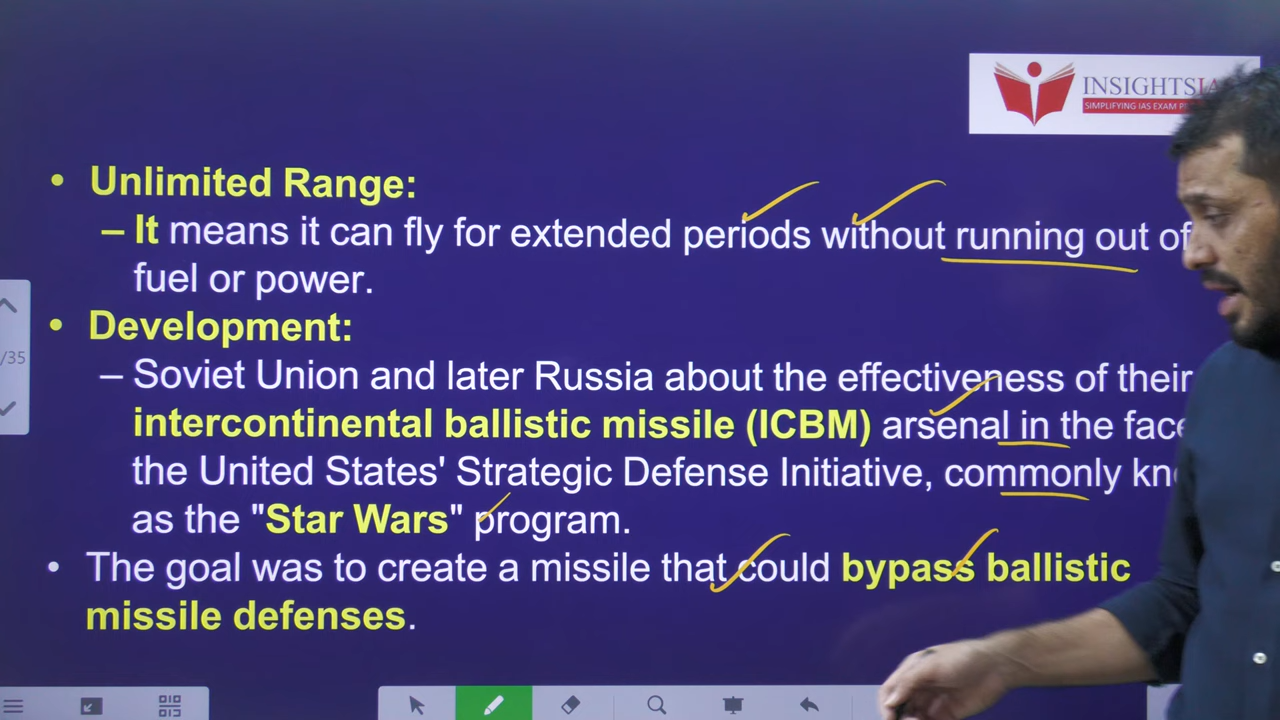 INSIGHTSIA
SIMPLIFYING IAS EXAM P
• Unlimited Range:
– It means it can fly for extended periods without running out of
fuel or power.
• Development:
– Soviet Union and later Russia about the effectiveness of their
intercontinental ballistic missile (ICBM) arsenal in the face
the United States' Strategic Defense Initiative, commonly kn
as the "Star Wars" program.
• The goal was to create a missile that could bypass ballistic
missile defenses.
/35